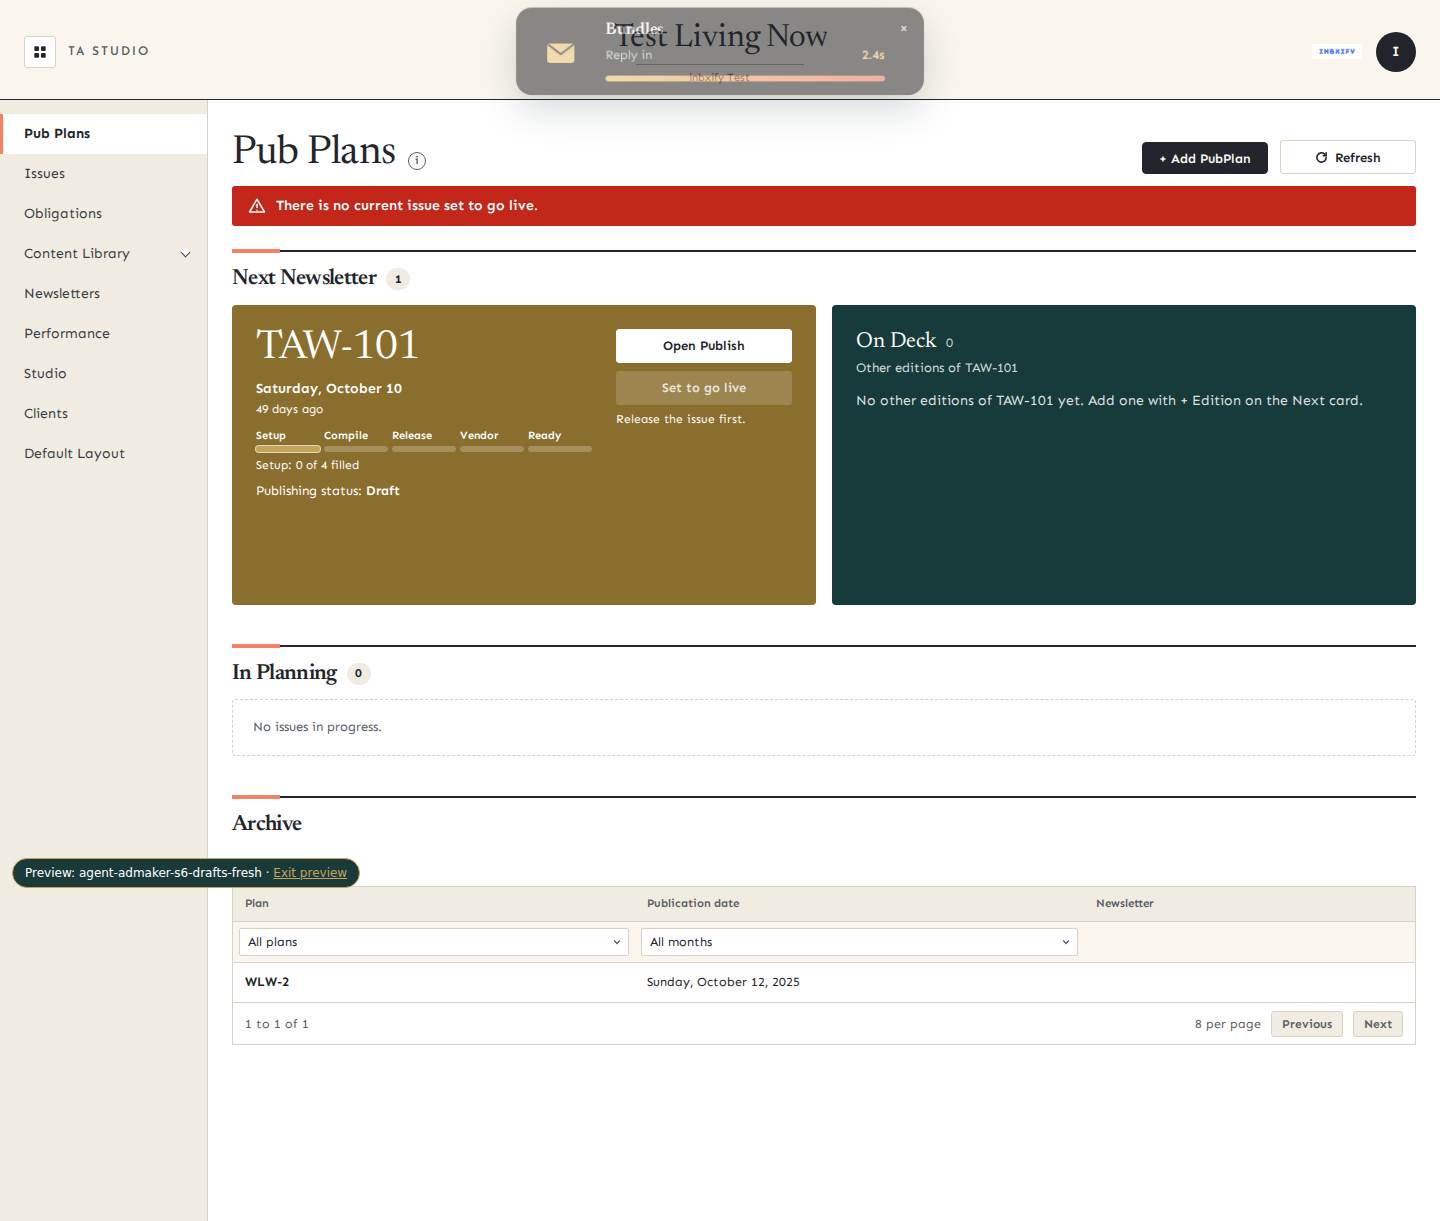 TA STUDIO
Bundles
Test Living Now
×
Reply in
2.4s
Inbxify Test
INBXIFY
I
Pub Plans
Issues
Obligations
Content Library
Newsletters
Performance
Studio
Clients
Default Layout
Pub Plans
i
+ Add PubPlan
Refresh
There is no current issue set to go live.
Next Newsletter 1
TAW-101
Saturday, October 10
49 days ago
Setup Compile Release Vendor Ready
Setup: 0 of 4 filled
Publishing status: Draft
Open Publish
Set to go live
Release the issue first.
On Deck 0
Other editions of TAW-101
No other editions of TAW-101 yet. Add one with + Edition on the Next card.
In Planning 0
No issues in progress.
Archive
Preview: agent-admaker-s6-drafts-fresh · Exit preview
Plan Publication date Newsletter
All plans All months
WLW-2 Sunday, October 12, 2025
1 to 1 of 1 8 per page Previous Next